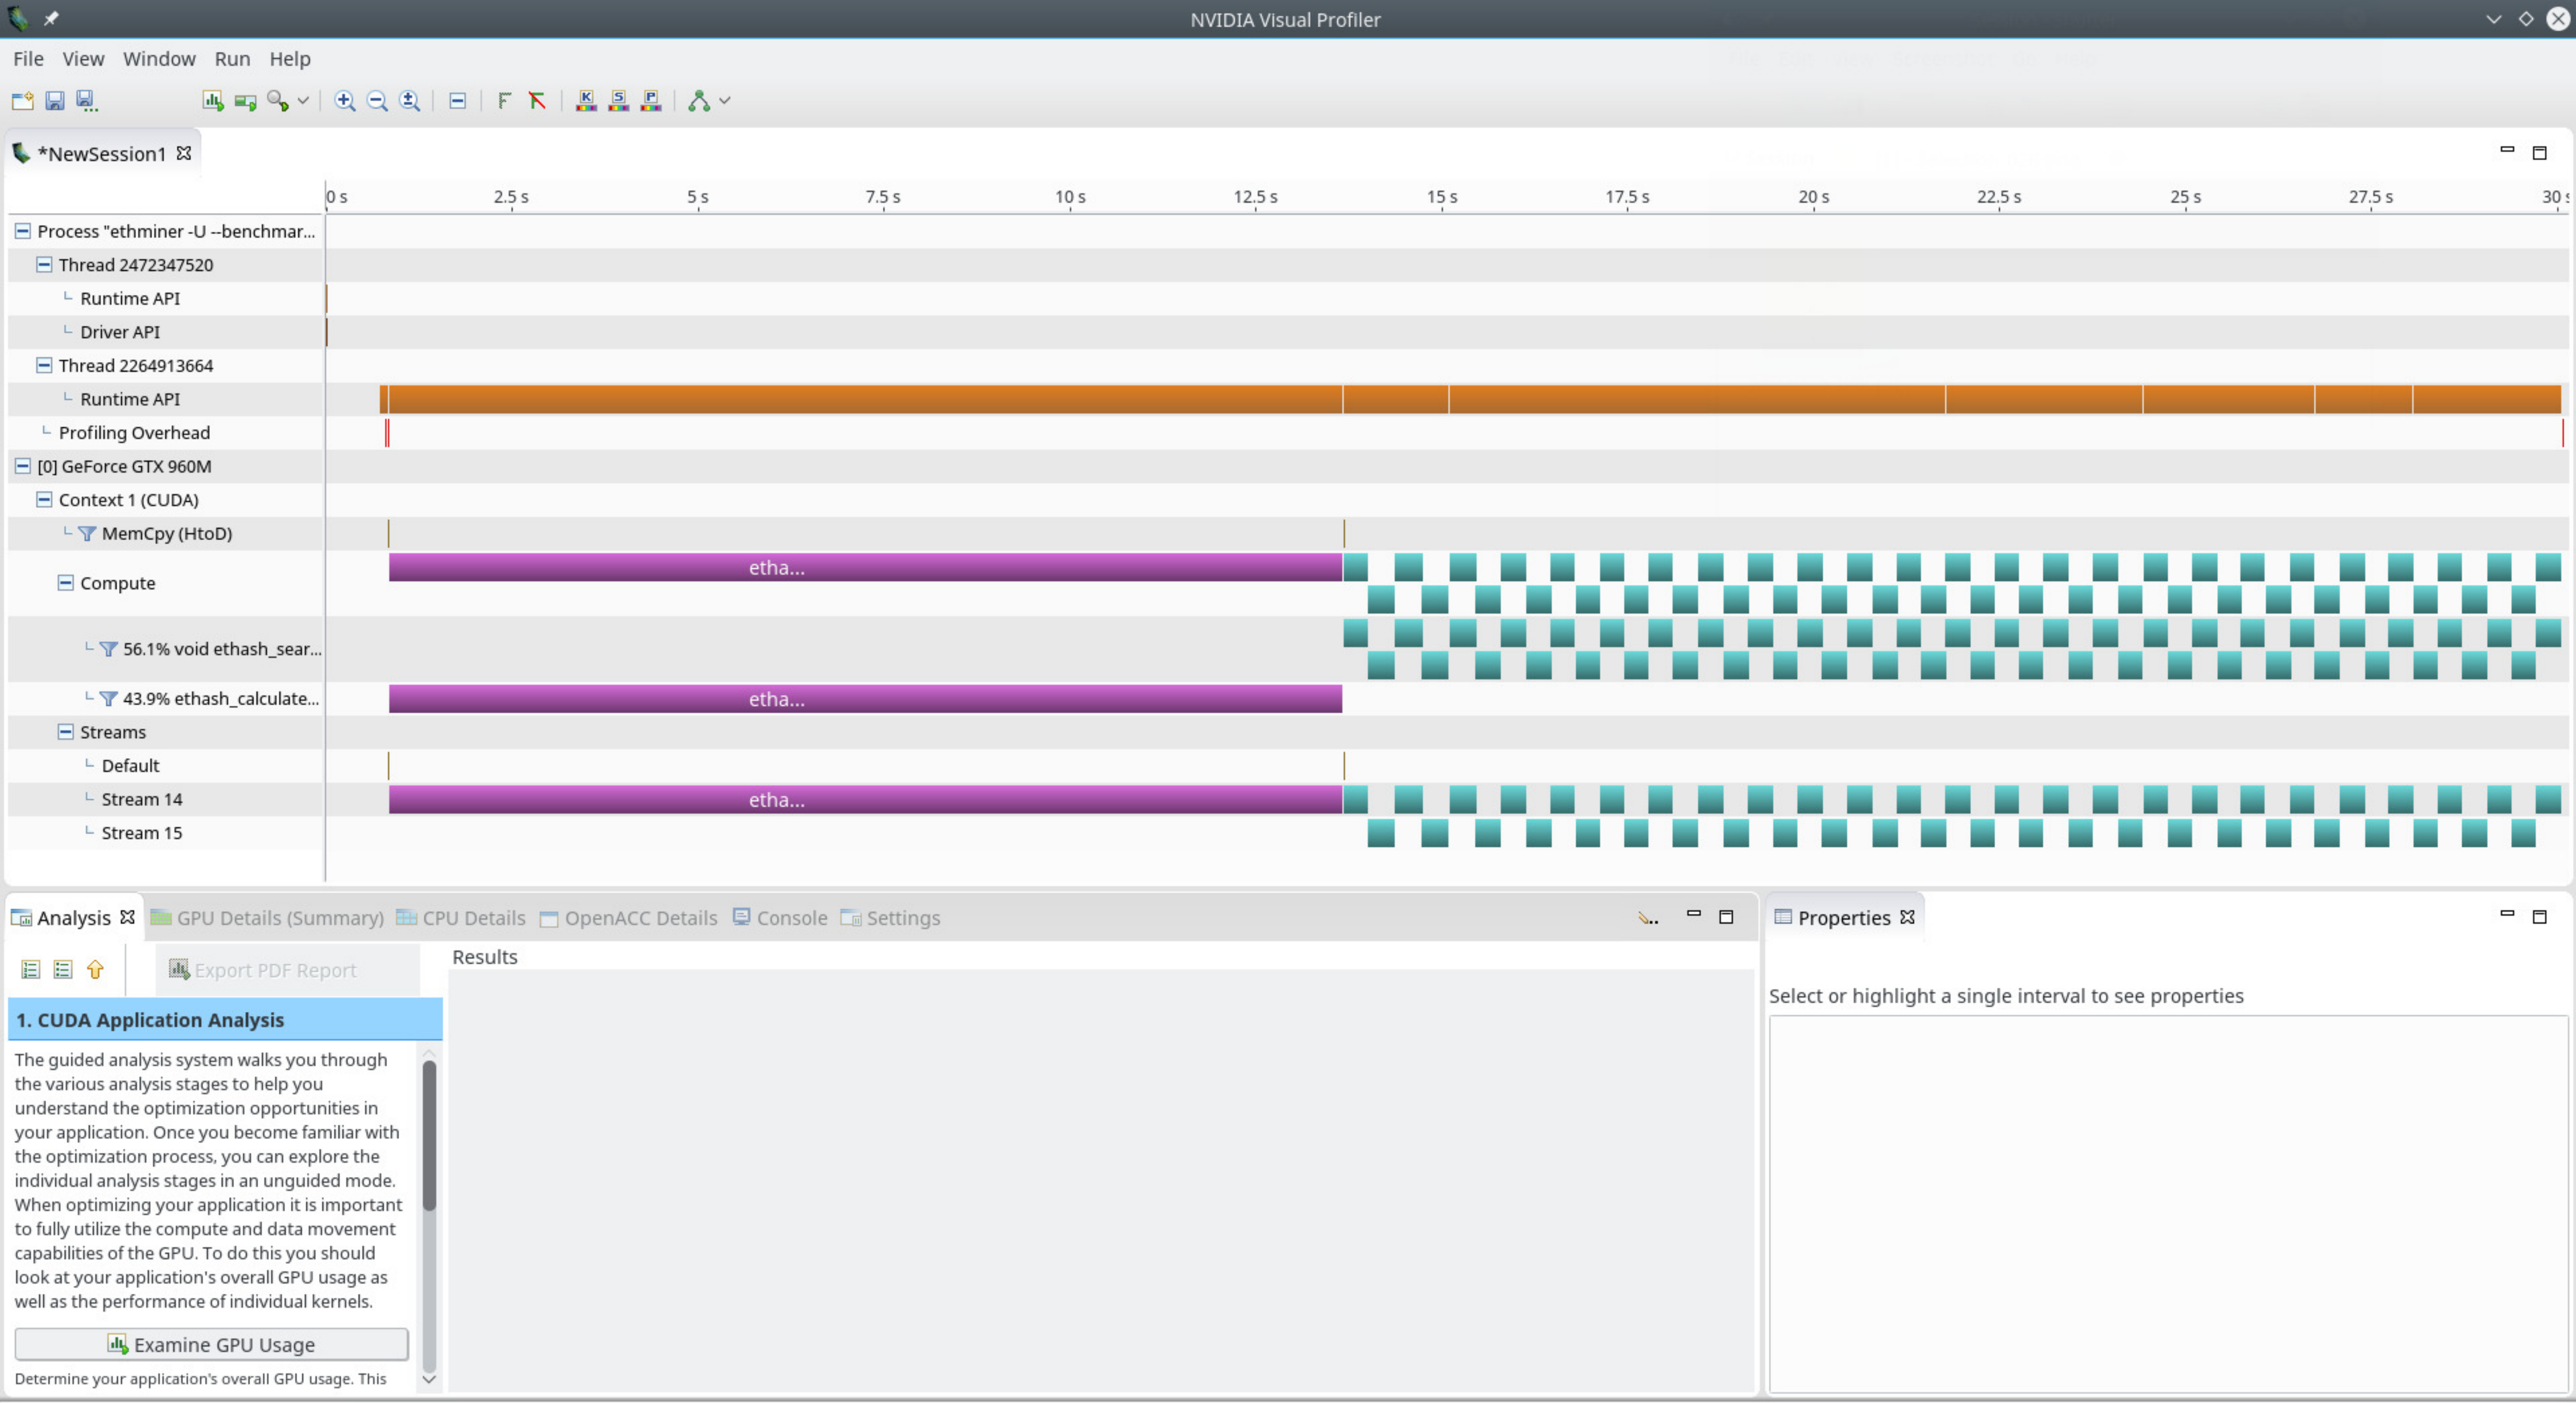 NVIDIA Visual Profiler
File View Window Run Help
*NewSession1
0 s 2.5 s 5 s 7.5 s 10 s 12.5 s 15 s 17.5 s 20 s 22.5 s 25 s 27.5 s 30 s
Process "ethminer -U --benchmar...
Thread 2472347520
Runtime API
Driver API
Thread 2264913664
Runtime API
Profiling Overhead
[0] GeForce GTX 960M
Context 1 (CUDA)
MemCpy (HtoD)
Compute etha...
56.1% void ethash_sear...
43.9% ethash_calculate... etha...
Streams
Default
Stream 14 etha...
Stream 15
Analysis GPU Details (Summary) CPU Details OpenACC Details Console Settings
Export PDF Report
1. CUDA Application Analysis
The guided analysis system walks you through
the various analysis stages to help you
understand the optimization opportunities in
your application. Once you become familiar with
the optimization process, you can explore the
individual analysis stages in an unguided mode.
When optimizing your application it is important
to fully utilize the compute and data movement
capabilities of the GPU. To do this you should
look at your application's overall GPU usage as
well as the performance of individual kernels.
Examine GPU Usage
Determine your application's overall GPU usage. This
Results
Properties
Select or highlight a single interval to see properties